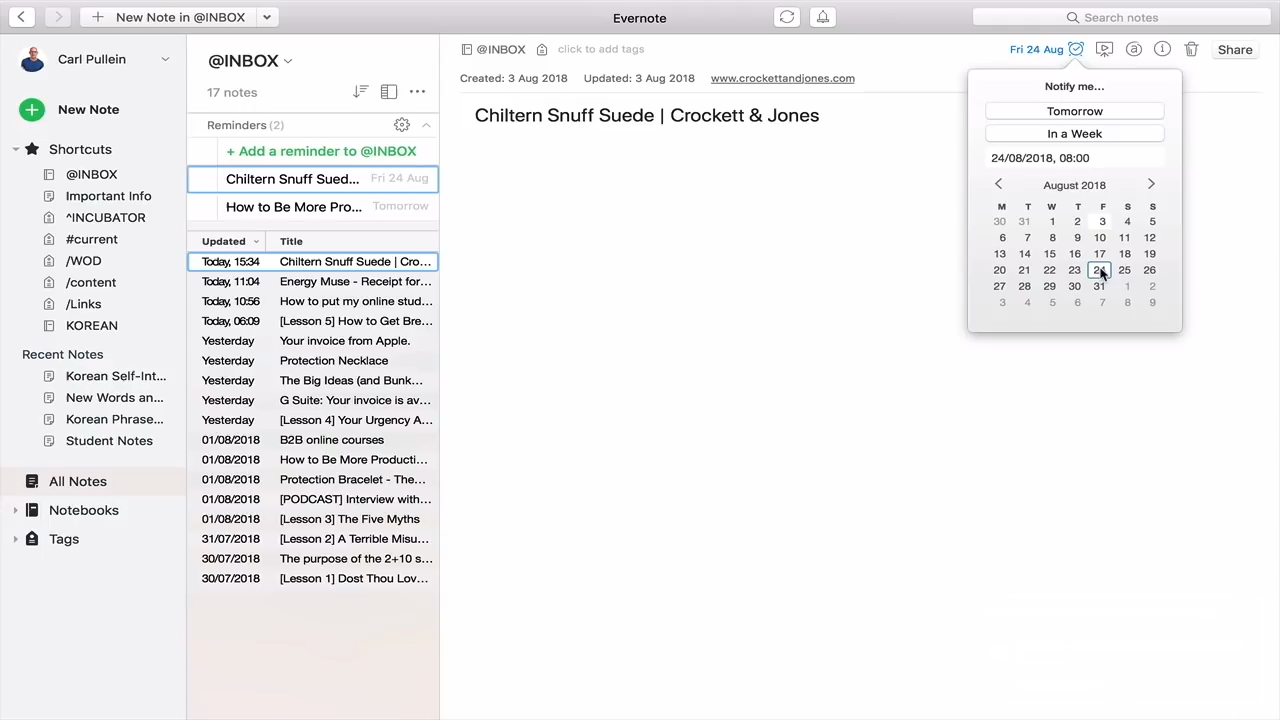 New Note in @INBOX
Evernote
Search notes
Carl Pullein
New Note
Shortcuts
@INBOX
Important Info
^INCUBATOR
#current
/WOD
/content
/Links
KOREAN
Recent Notes
Korean Self-Int...
New Words an...
Korean Phrase...
Student Notes
All Notes
Notebooks
Tags
@INBOX
17 notes
Reminders (2)
+ Add a reminder to @INBOX
Chiltern Snuff Sued... Fri 24 Aug
How to Be More Pro... Tomorrow
Updated Title
Today, 15:34 Chiltern Snuff Suede | Cro...
Today, 11:04 Energy Muse - Receipt for...
Today, 10:56 How to put my online stud...
Today, 06:09 [Lesson 5] How to Get Bre...
Yesterday Your invoice from Apple.
Yesterday Protection Necklace
Yesterday The Big Ideas (and Bunk...
Yesterday G Suite: Your invoice is av...
Yesterday [Lesson 4] Your Urgency A...
01/08/2018 B2B online courses
01/08/2018 How to Be More Producti...
01/08/2018 Protection Bracelet - The...
01/08/2018 [PODCAST] Interview with...
01/08/2018 [Lesson 3] The Five Myths
31/07/2018 [Lesson 2] A Terrible Misu...
30/07/2018 The purpose of the 2+10 s...
30/07/2018 [Lesson 1] Dost Thou Lov...
@INBOX click to add tags
Fri 24 Aug
Share
Created: 3 Aug 2018 Updated: 3 Aug 2018 www.crockettandjones.com
Chiltern Snuff Suede | Crockett & Jones
Notify me...
Tomorrow
In a Week
24/08/2018, 08:00
August 2018
M T W T F S S
30 31 1 2 3 4 5
6 7 8 9 10 11 12
13 14 15 16 17 18 19
20 21 22 23 24 25 26
27 28 29 30 31 1 2
3 4 5 6 7 8 9